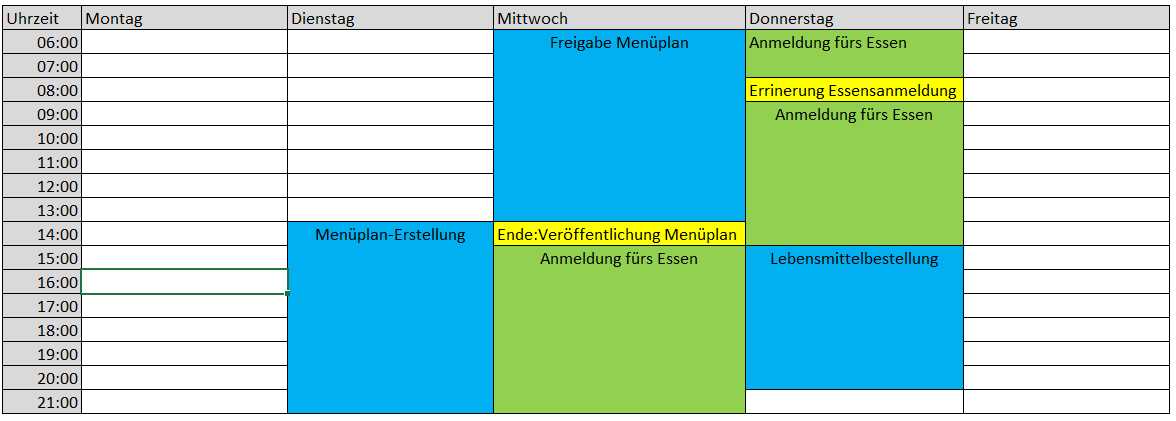 Uhrzeit Montag Dienstag Mittwoch Donnerstag Freitag
06:00 Freigabe Menüplan Anmeldung fürs Essen
07:00
08:00 Errinerung Essensanmeldung
09:00 Anmeldung fürs Essen
10:00
11:00
12:00
13:00
14:00 Menüplan-Erstellung Ende:Veröffentlichung Menüplan
15:00 Anmeldung fürs Essen Lebensmittelbestellung
16:00
17:00
18:00
19:00
20:00
21:00